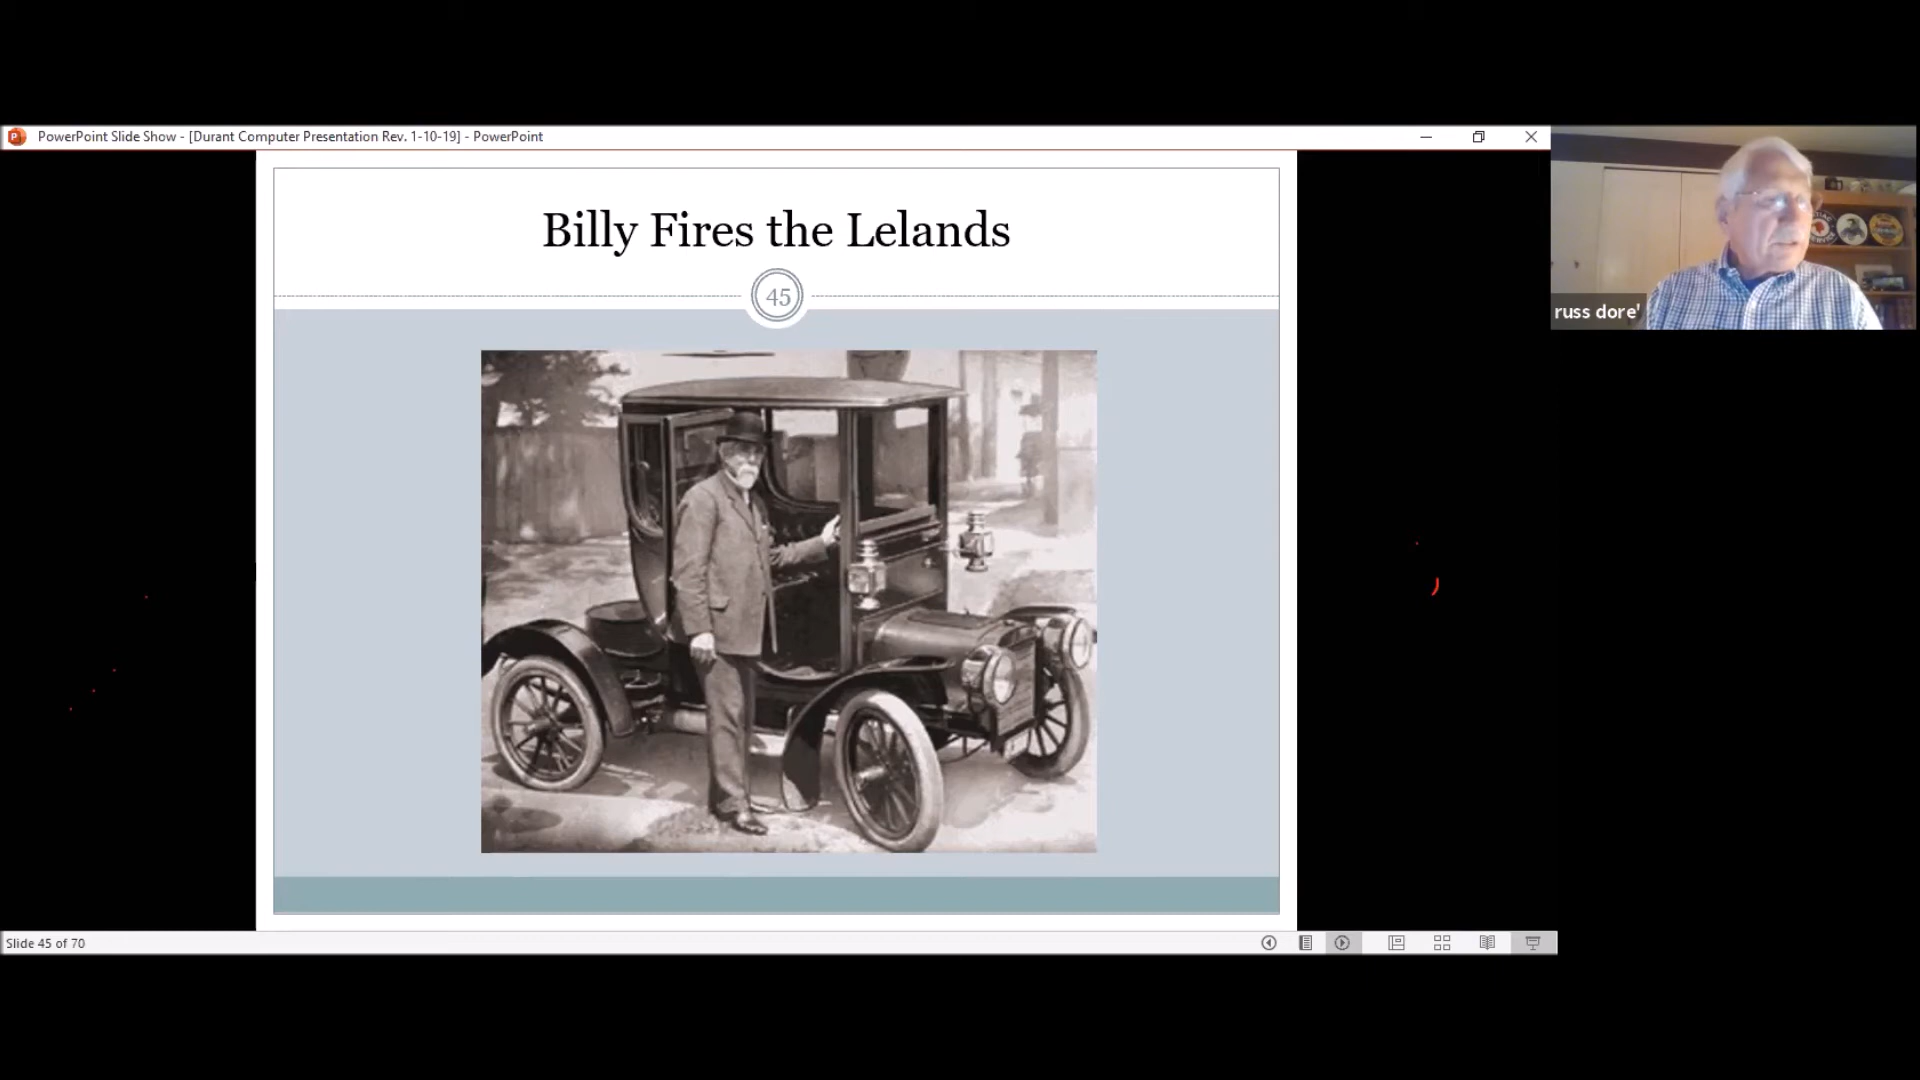 PowerPoint Slide Show - [Durant Computer Presentation Rev. 1-10-19] - PowerPoint
Billy Fires the Lelands
45
russ dore'
Slide 45 of 70